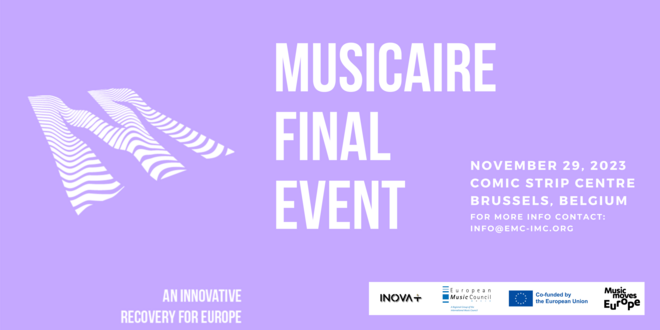 MUSICAIRE
FINAL
EVENT
NOVEMBER 29, 2023
COMIC STRIP CENTRE
BRUSSELS, BELGIUM
FOR MORE INFO CONTACT:
INFO@EMC-IMC.ORG
AN INNOVATIVE
RECOVERY FOR EUROPE
INOVA+
European
Music Council
Co-funded by
the European Union
Music
moves
Europe